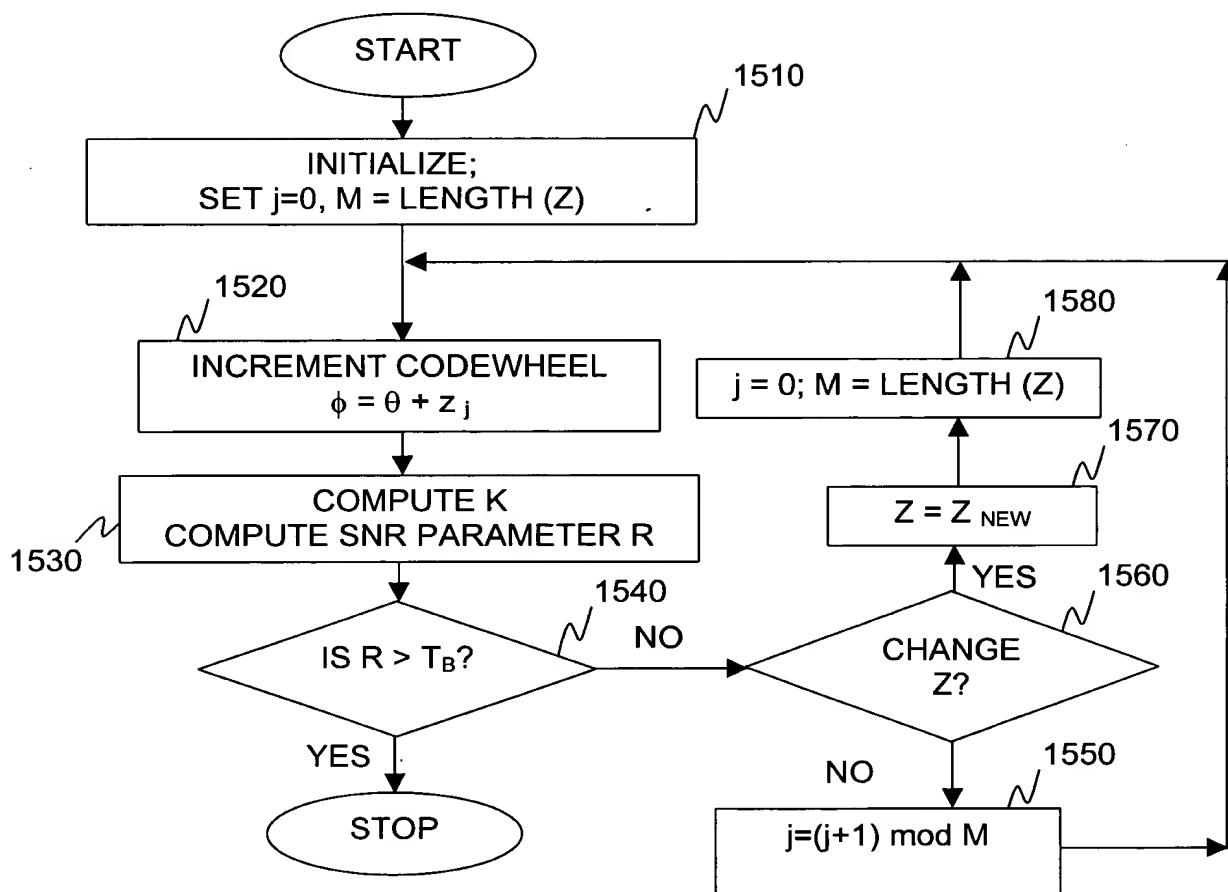 START
1510
INITIALIZE;
SET j=0, M = LENGTH (Z)
1520
INCREMENT CODEWHEEL
ϕ = θ + z j
1580
j = 0; M = LENGTH (Z)
1570
Z = Z NEW
COMPUTE K
COMPUTE SNR PARAMETER R
1530
1540
IS R > TB?
NO
YES
1560
CHANGE
Z?
YES
STOP
NO
1550
j=(j+1) mod M